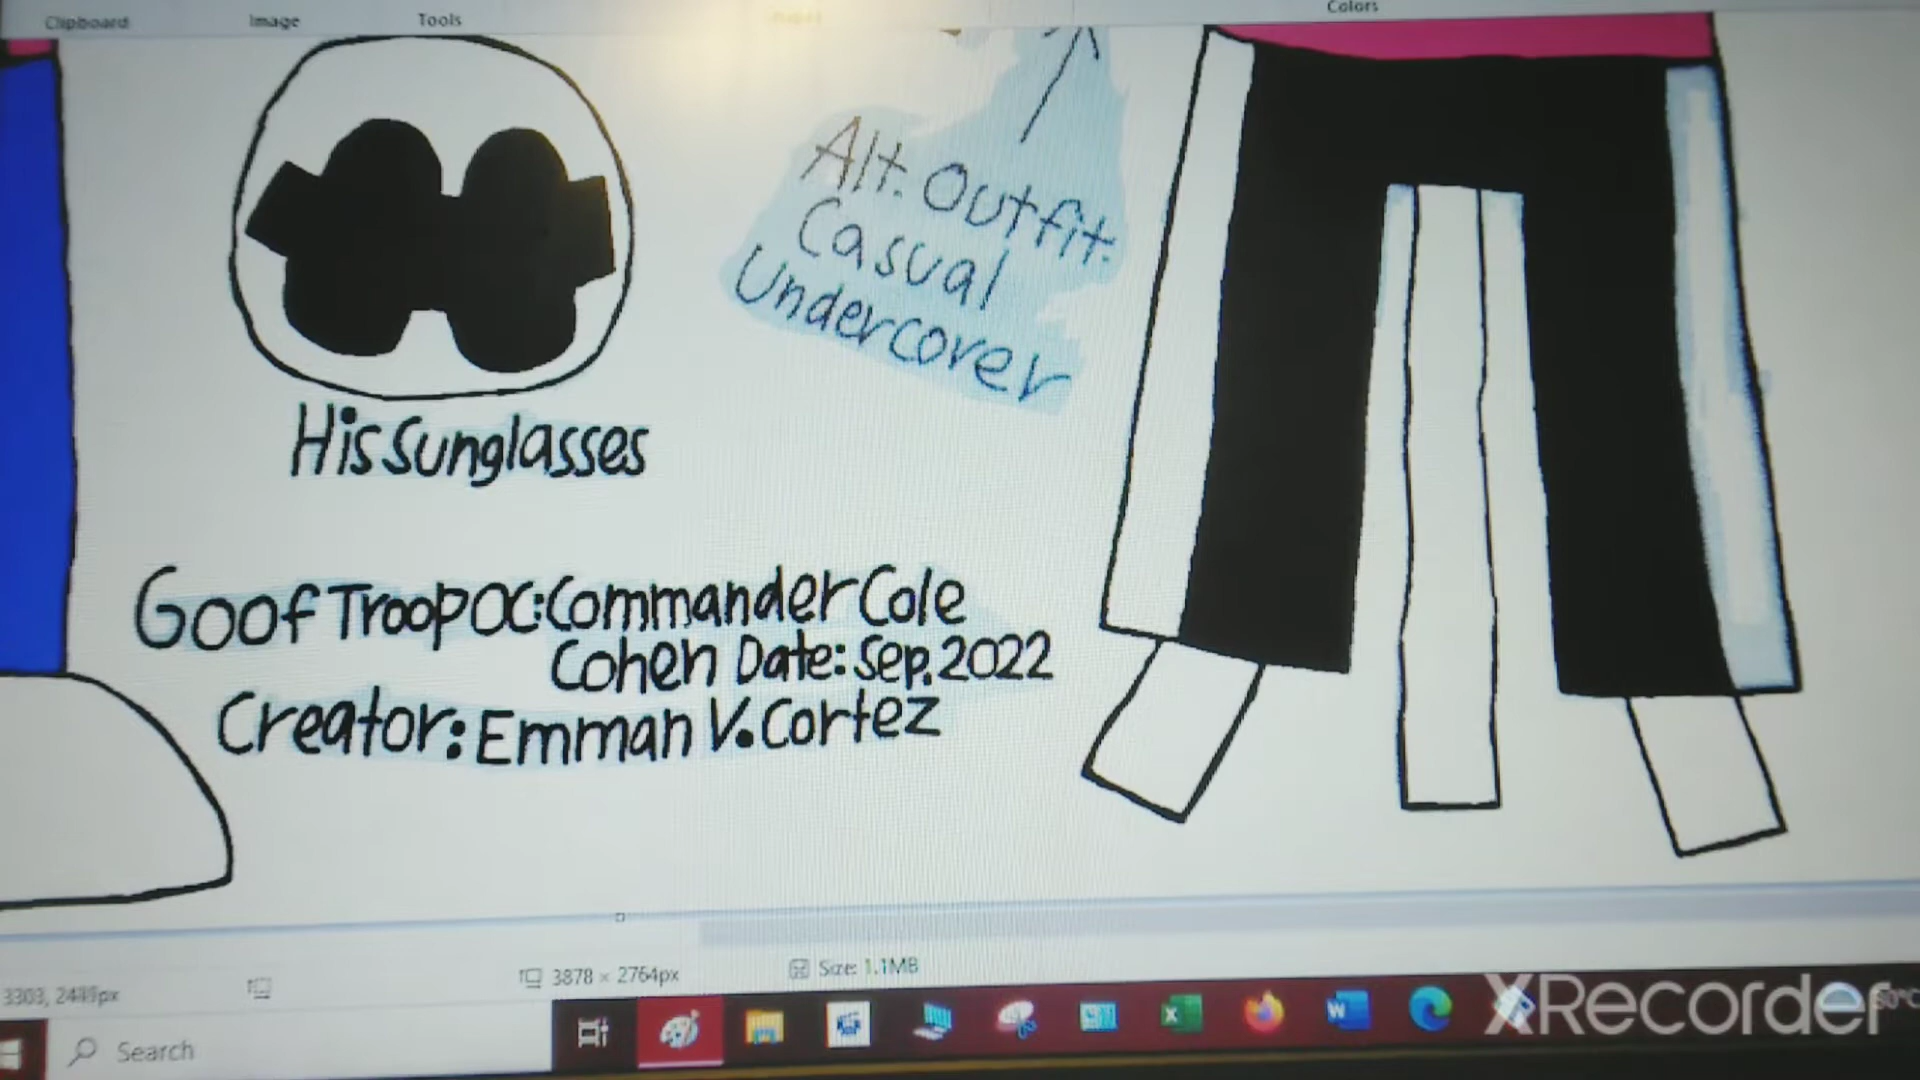 Clipboard
Image
Tools
Colors
Alt. Outfit:
Casual
Undercover
His Sunglasses
Goof Troop OC: Commander Cole
Cohen Date: Sep. 2022
Creator: Emman V. Cortez
3878 × 2764px
Size: 1.1MB
Search
XRecorder